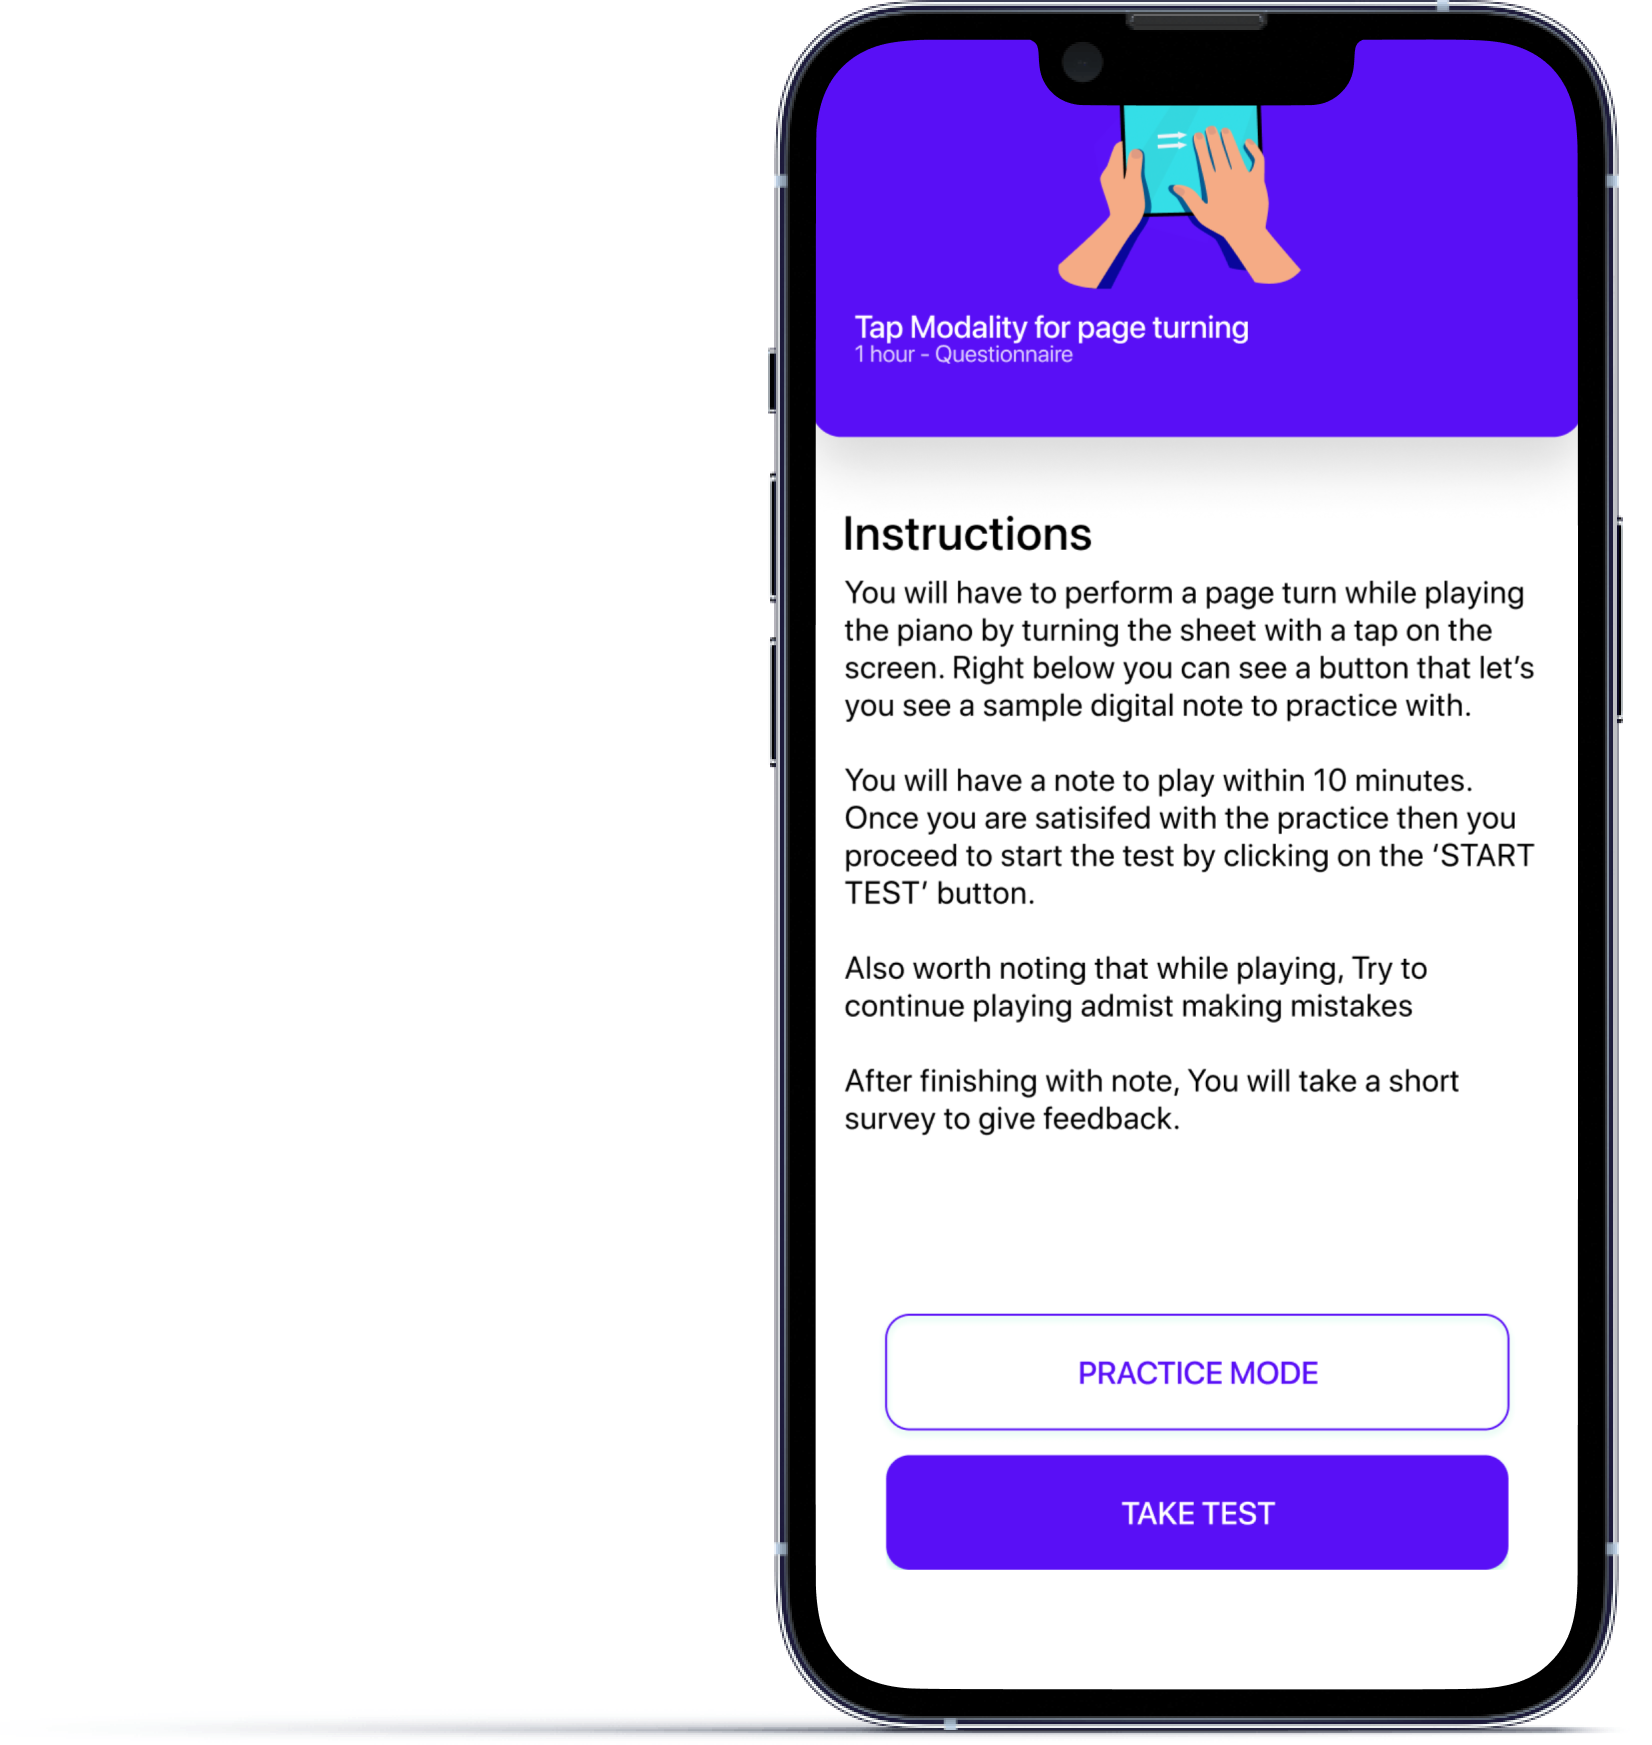 Tap Modality for page turning
1 hour - Questionnaire
Instructions
You will have to perform a page turn while playing
the piano by turning the sheet with a tap on the
screen. Right below you can see a button that let’s
you see a sample digital note to practice with.
You will have a note to play within 10 minutes.
Once you are satisifed with the practice then you
proceed to start the test by clicking on the ‘START
TEST’ button.
Also worth noting that while playing, Try to
continue playing admist making mistakes
After finishing with note, You will take a short
survey to give feedback.
PRACTICE MODE
TAKE TEST